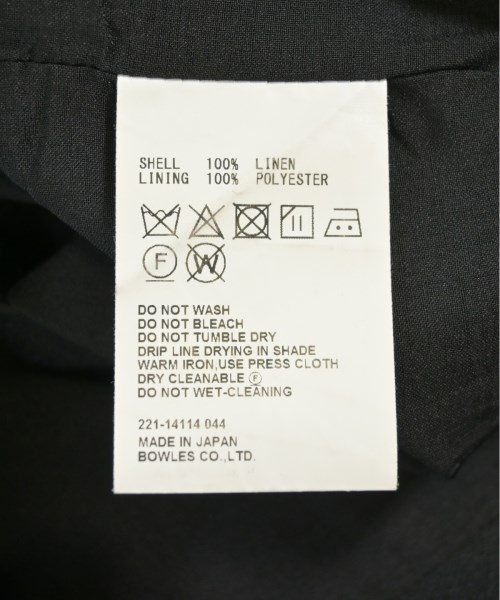 SHELL 100% LINEN
LINING 100% POLYESTER
F W
DO NOT WASH
DO NOT BLEACH
DO NOT TUMBLE DRY
DRIP LINE DRYING IN SHADE
WARM IRON,USE PRESS CLOTH
DRY CLEANABLE Ⓕ
DO NOT WET-CLEANING
221-14114 044
MADE IN JAPAN
BOWLES CO.,LTD.